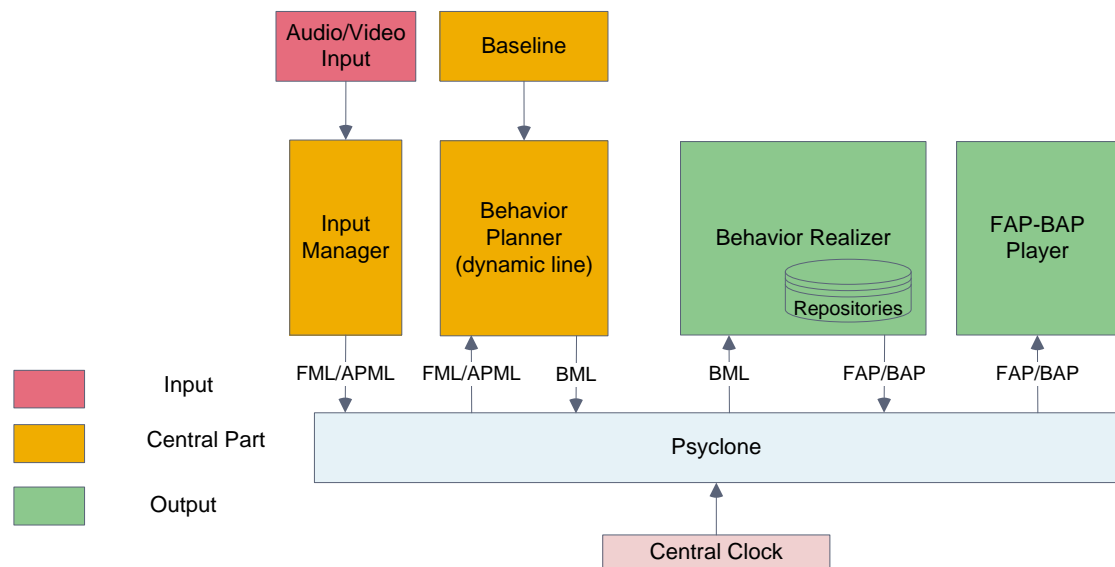 Audio/Video
Input
Baseline
Input
Manager
Behavior
Planner
(dynamic line)
Behavior Realizer
Repositories
FAP-BAP
Player
FML/APML
FML/APML
BML
BML
FAP/BAP
FAP/BAP
Input
Central Part
Output
Psyclone
Central Clock